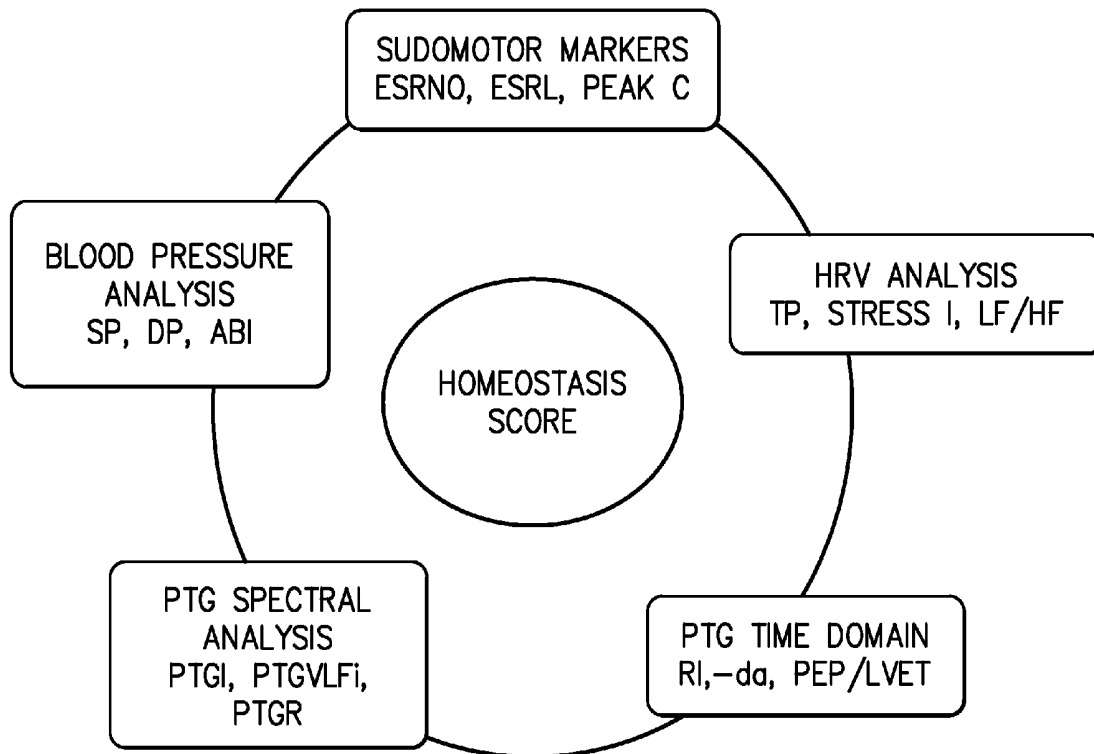 SUDOMOTOR MARKERS
ESRNO, ESRL, PEAK C
BLOOD PRESSURE
ANALYSIS
SP, DP, ABI
HRV ANALYSIS
TP, STRESS I, LF/HF
HOMEOSTASIS
SCORE
PTG SPECTRAL
ANALYSIS
PTGI, PTGVLFi,
PTGR
PTG TIME DOMAIN
RI,-da, PEP/LVET